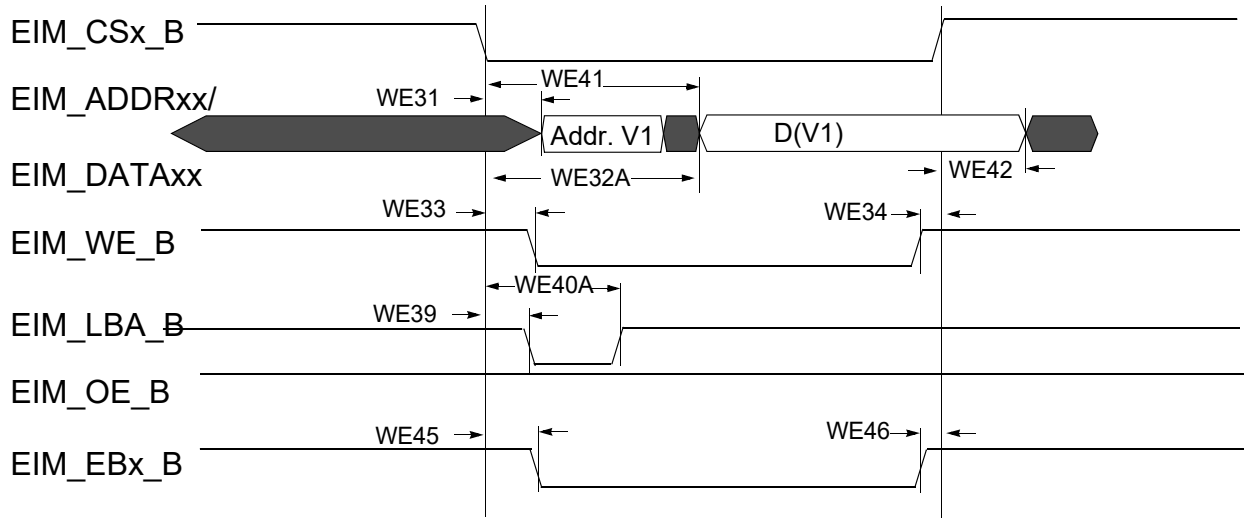 EIM_CSx_B
WE41
EIM_ADDRxx/
WE31
Addr. V1
D(V1)
EIM_DATAxx
WE32A
WE42
WE33
WE34
EIM_WE_B
WE40A
EIM_LBA_B
WE39
EIM_OE_B
WE45
WE46
EIM_EBx_B